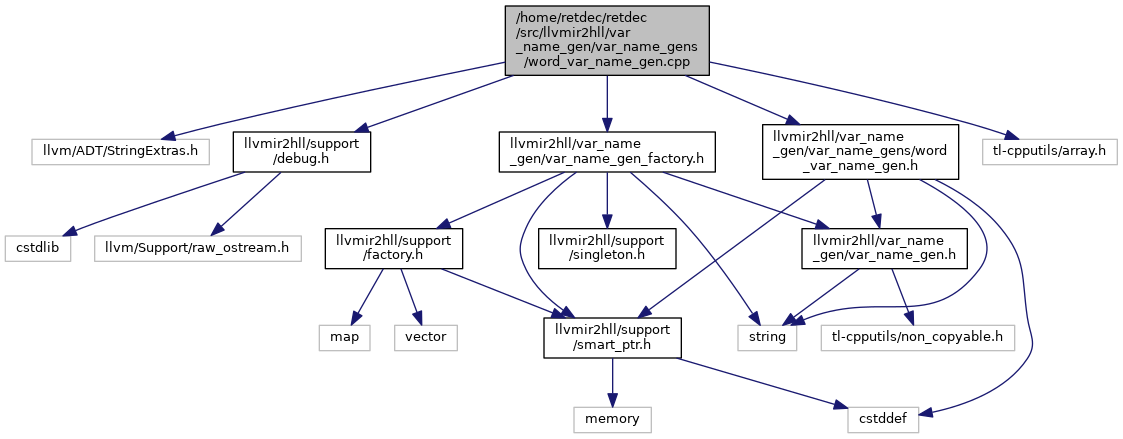 /home/retdec/retdec
/src/llvmir2hll/var
_name_gen/var_name_gens
/word_var_name_gen.cpp
llvm/ADT/StringExtras.h
llvmir2hll/support
/debug.h
llvmir2hll/var_name
_gen/var_name_gen_factory.h
llvmir2hll/var_name
_gen/var_name_gens/word
_var_name_gen.h
tl-cpputils/array.h
cstdlib
llvm/Support/raw_ostream.h
llvmir2hll/support
/factory.h
llvmir2hll/support
/singleton.h
llvmir2hll/var_name
_gen/var_name_gen.h
map
vector
llvmir2hll/support
/smart_ptr.h
string
tl-cpputils/non_copyable.h
memory
cstddef